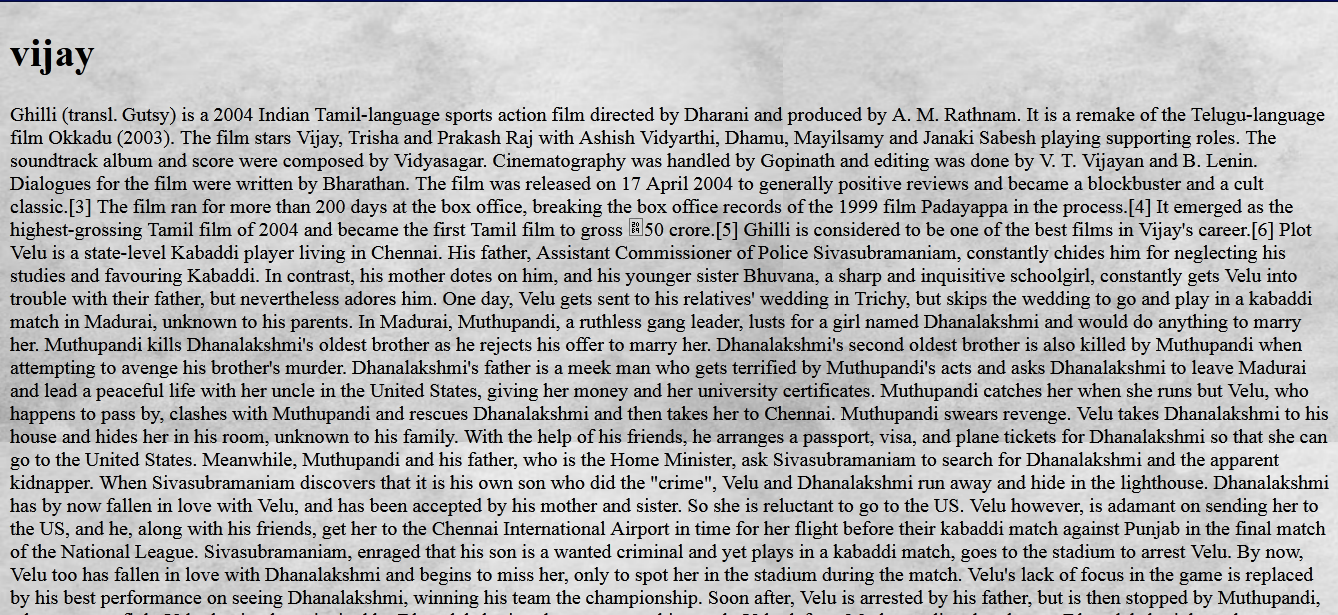 vijay
Ghilli (transl. Gutsy) is a 2004 Indian Tamil-language sports action film directed by Dharani and produced by A. M. Rathnam. It is a remake of the Telugu-language
film Okkadu (2003). The film stars Vijay, Trisha and Prakash Raj with Ashish Vidyarthi, Dhamu, Mayilsamy and Janaki Sabesh playing supporting roles. The
soundtrack album and score were composed by Vidyasagar. Cinematography was handled by Gopinath and editing was done by V. T. Vijayan and B. Lenin.
Dialogues for the film were written by Bharathan. The film was released on 17 April 2004 to generally positive reviews and became a blockbuster and a cult
classic.[3] The film ran for more than 200 days at the box office, breaking the box office records of the 1999 film Padayappa in the process.[4] It emerged as the
highest-grossing Tamil film of 2004 and became the first Tamil film to gross 50 crore.[5] Ghilli is considered to be one of the best films in Vijay's career.[6] Plot
Velu is a state-level Kabaddi player living in Chennai. His father, Assistant Commissioner of Police Sivasubramaniam, constantly chides him for neglecting his
studies and favouring Kabaddi. In contrast, his mother dotes on him, and his younger sister Bhuvana, a sharp and inquisitive schoolgirl, constantly gets Velu into
trouble with their father, but nevertheless adores him. One day, Velu gets sent to his relatives' wedding in Trichy, but skips the wedding to go and play in a kabaddi
match in Madurai, unknown to his parents. In Madurai, Muthupandi, a ruthless gang leader, lusts for a girl named Dhanalakshmi and would do anything to marry
her. Muthupandi kills Dhanalakshmi's oldest brother as he rejects his offer to marry her. Dhanalakshmi's second oldest brother is also killed by Muthupandi when
attempting to avenge his brother's murder. Dhanalakshmi's father is a meek man who gets terrified by Muthupandi's acts and asks Dhanalakshmi to leave Madurai
and lead a peaceful life with her uncle in the United States, giving her money and her university certificates. Muthupandi catches her when she runs but Velu, who
happens to pass by, clashes with Muthupandi and rescues Dhanalakshmi and then takes her to Chennai. Muthupandi swears revenge. Velu takes Dhanalakshmi to his
house and hides her in his room, unknown to his family. With the help of his friends, he arranges a passport, visa, and plane tickets for Dhanalakshmi so that she can
go to the United States. Meanwhile, Muthupandi and his father, who is the Home Minister, ask Sivasubramaniam to search for Dhanalakshmi and the apparent
kidnapper. When Sivasubramaniam discovers that it is his own son who did the "crime", Velu and Dhanalakshmi run away and hide in the lighthouse. Dhanalakshmi
has by now fallen in love with Velu, and has been accepted by his mother and sister. So she is reluctant to go to the US. Velu however, is adamant on sending her to
the US, and he, along with his friends, get her to the Chennai International Airport in time for her flight before their kabaddi match against Punjab in the final match
of the National League. Sivasubramaniam, enraged that his son is a wanted criminal and yet plays in a kabaddi match, goes to the stadium to arrest Velu. By now,
Velu too has fallen in love with Dhanalakshmi and begins to miss her, only to spot her in the stadium during the match. Velu's lack of focus in the game is replaced
by his best performance on seeing Dhanalakshmi, winning his team the championship. Soon after, Velu is arrested by his father, but is then stopped by Muthupandi,